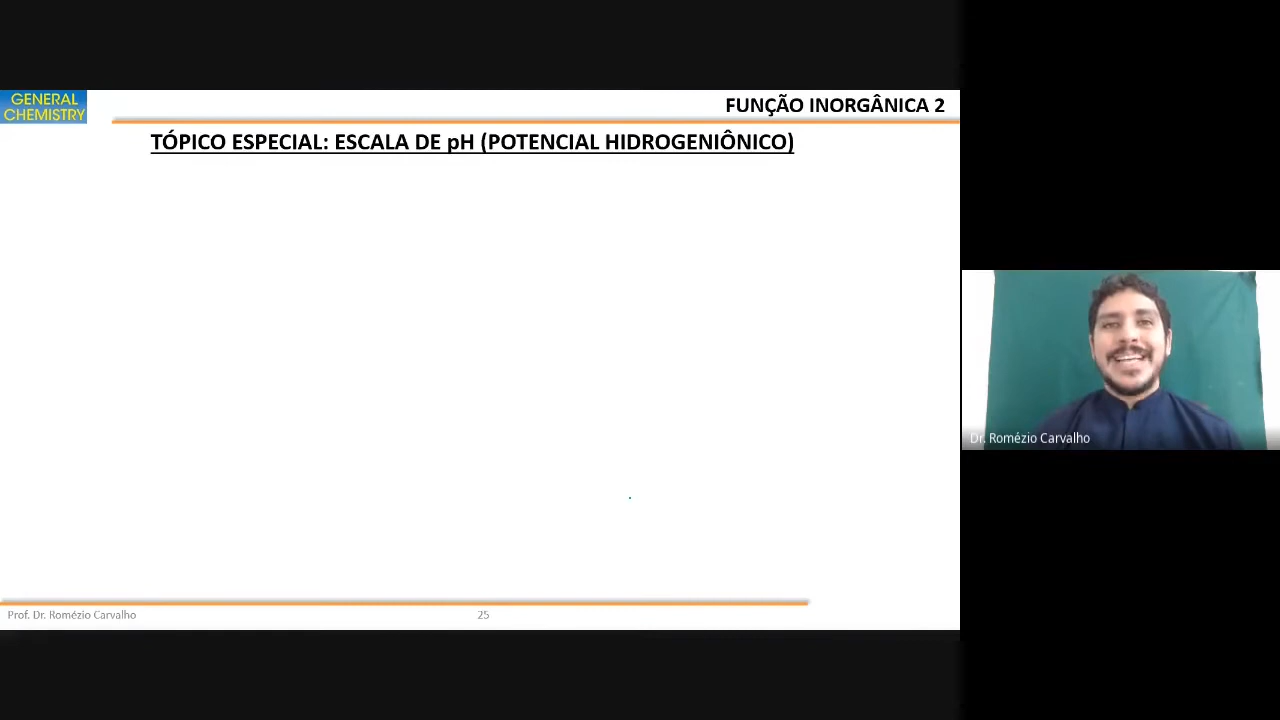 GENERAL
CHEMISTRY
FUNÇÃO INORGÂNICA 2
TÓPICO ESPECIAL: ESCALA DE pH (POTENCIAL HIDROGENIÔNICO)
Dr. Romézio Carvalho
Prof. Dr. Romézio Carvalho
25